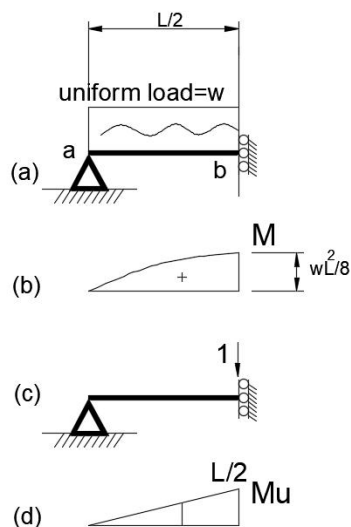 L/2
uniform load=w
a
b
(a)
M
wL²/8
(b)
1
(c)
L/2
Mu
(d)